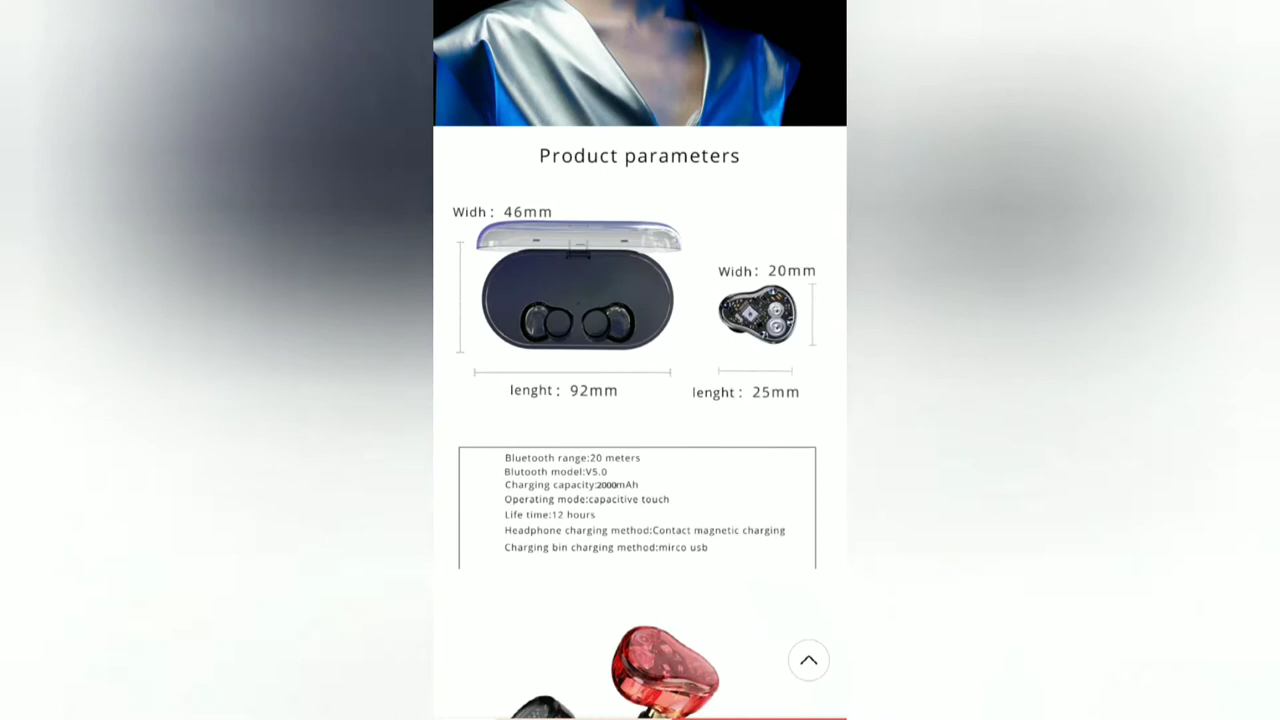 Product parameters
Widh: 46mm
Widh: 20mm
lenght: 92mm
lenght: 25mm
Bluetooth range:20 meters
Blutooth model:V5.0
Charging capacity:2000mAh
Operating mode:capacitive touch
Life time:12 hours
Headphone charging method:Contact magnetic charging
Charging bin charging method:mirco usb